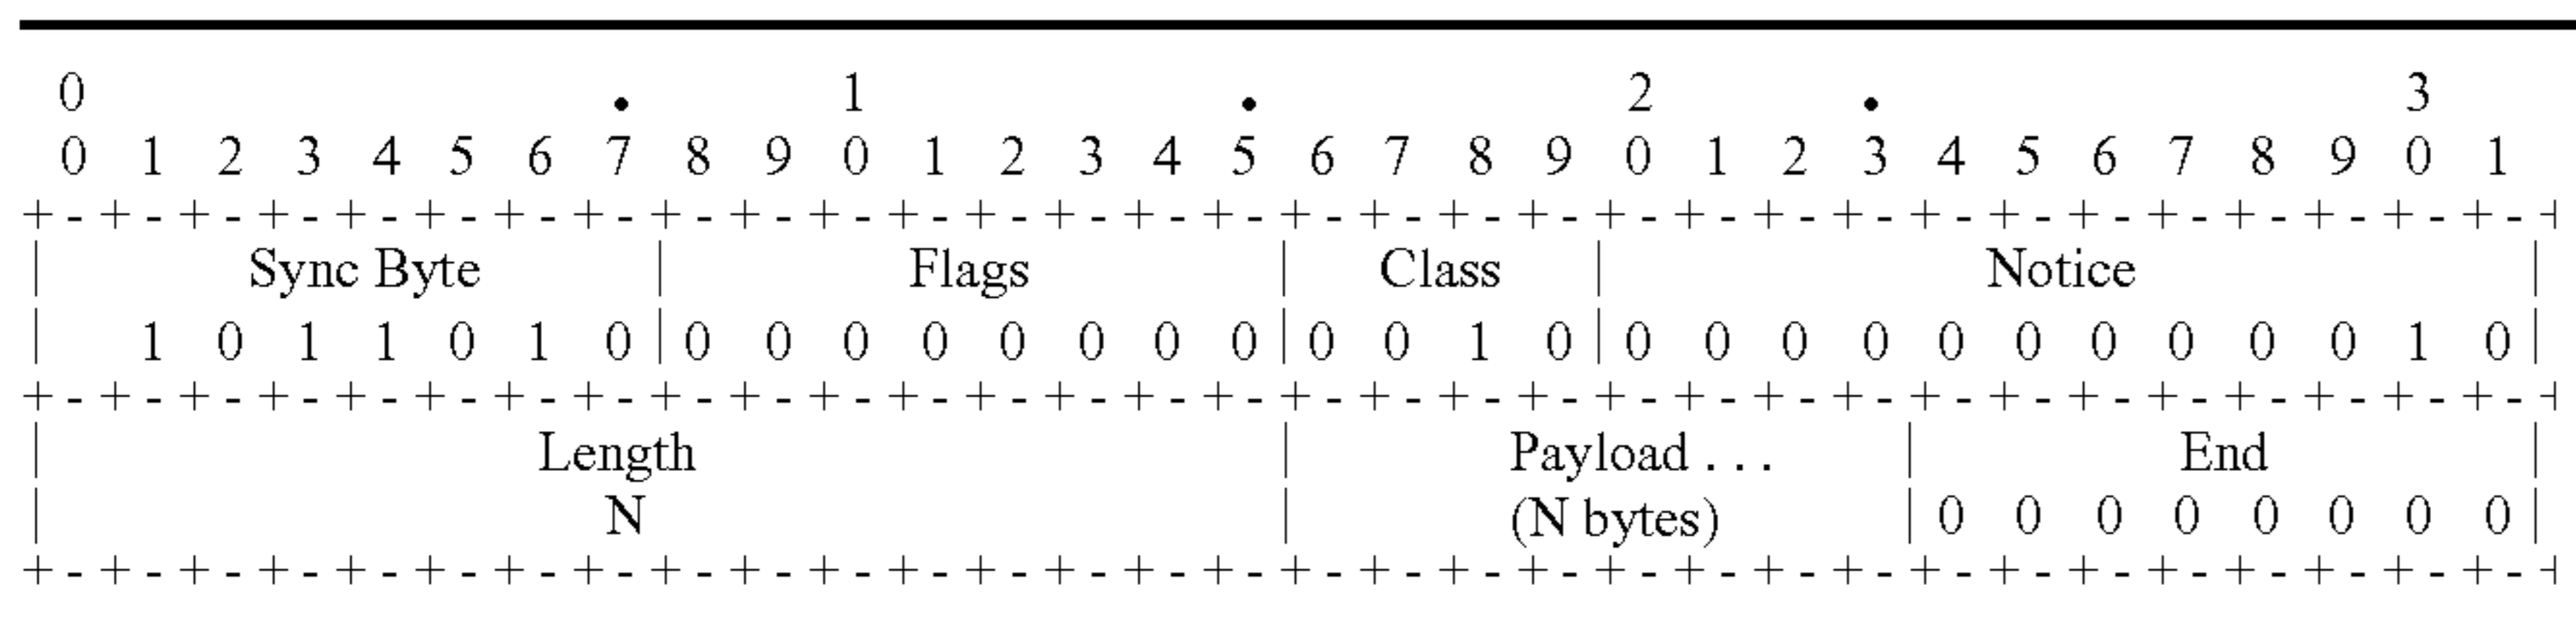 0 • 1 • 2 • 3
0 1 2 3 4 5 6 7 8 9 0 1 2 3 4 5 6 7 8 9 0 1 2 3 4 5 6 7 8 9 0 1
+-+-+-+-+-+-+-+-+-+-+-+-+-+-+-+-+-+-+-+-+-+-+-+-+-+-+-+-+-+-+-+-+
| Sync Byte | Flags | Class | Notice |
| 1 0 1 1 0 1 0 | 0 0 0 0 0 0 0 0 | 0 0 1 0 | 0 0 0 0 0 0 0 0 0 0 1 0 |
+-+-+-+-+-+-+-+-+-+-+-+-+-+-+-+-+-+-+-+-+-+-+-+-+-+-+-+-+-+-+-+-+
| Length | Payload . . . | End |
| N | (N bytes) | 0 0 0 0 0 0 0 0 |
+-+-+-+-+-+-+-+-+-+-+-+-+-+-+-+-+-+-+-+-+-+-+-+-+-+-+-+-+-+-+-+-+